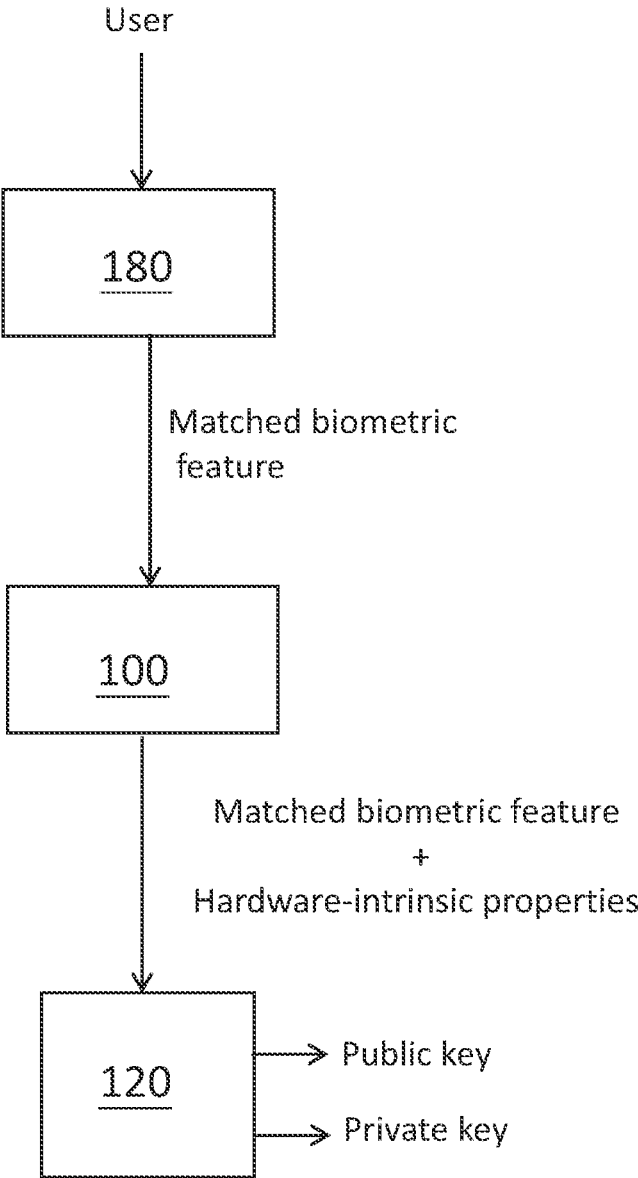 User
180
Matched biometric
feature
100
Matched biometric feature
+
Hardware-intrinsic properties
120
Public key
Private key